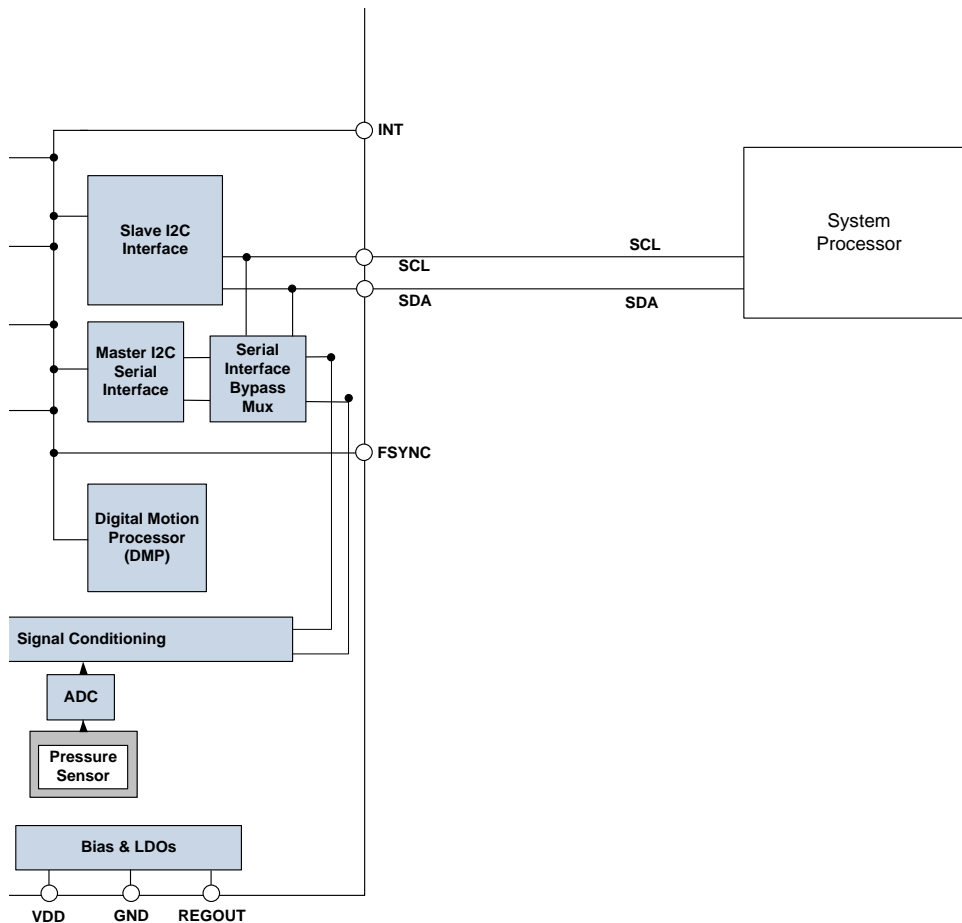 INT
Slave I2C
Interface
System
Processor
SCL
SCL
SDA
SDA
Master I2C
Serial
Interface
Serial
Interface
Bypass
Mux
FSYNC
Digital Motion
Processor
(DMP)
Signal Conditioning
ADC
Pressure
Sensor
Bias & LDOs
VDD
GND
REGOUT